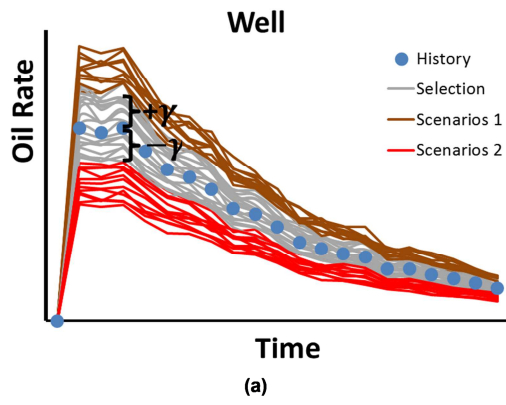 Well
Oil Rate
+γ
−γ
History
Selection
Scenarios 1
Scenarios 2
Time
(a)